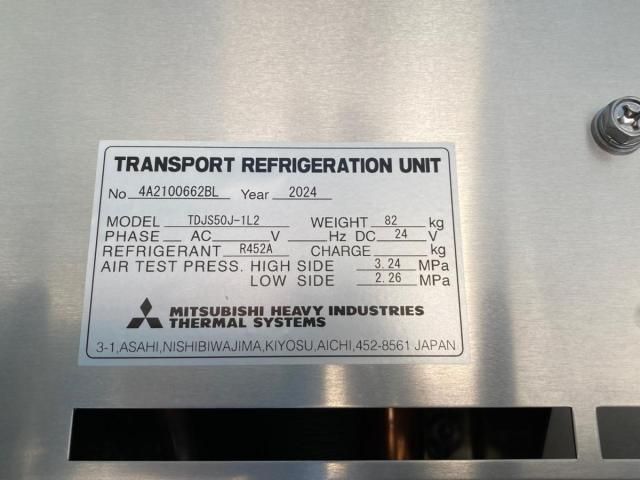 TRANSPORT REFRIGERATION UNIT
No 4A2100662BL Year 2024
MODEL TDJS50J-1L2 WEIGHT 82 kg
PHASE AC V Hz DC 24 V
REFRIGERANT R452A CHARGE kg
AIR TEST PRESS. HIGH SIDE 3.24 MPa
LOW SIDE 2.26 MPa
MITSUBISHI HEAVY INDUSTRIES
THERMAL SYSTEMS
3-1,ASAHI,NISHIBIWAJIMA,KIYOSU,AICHI,452-8561 JAPAN